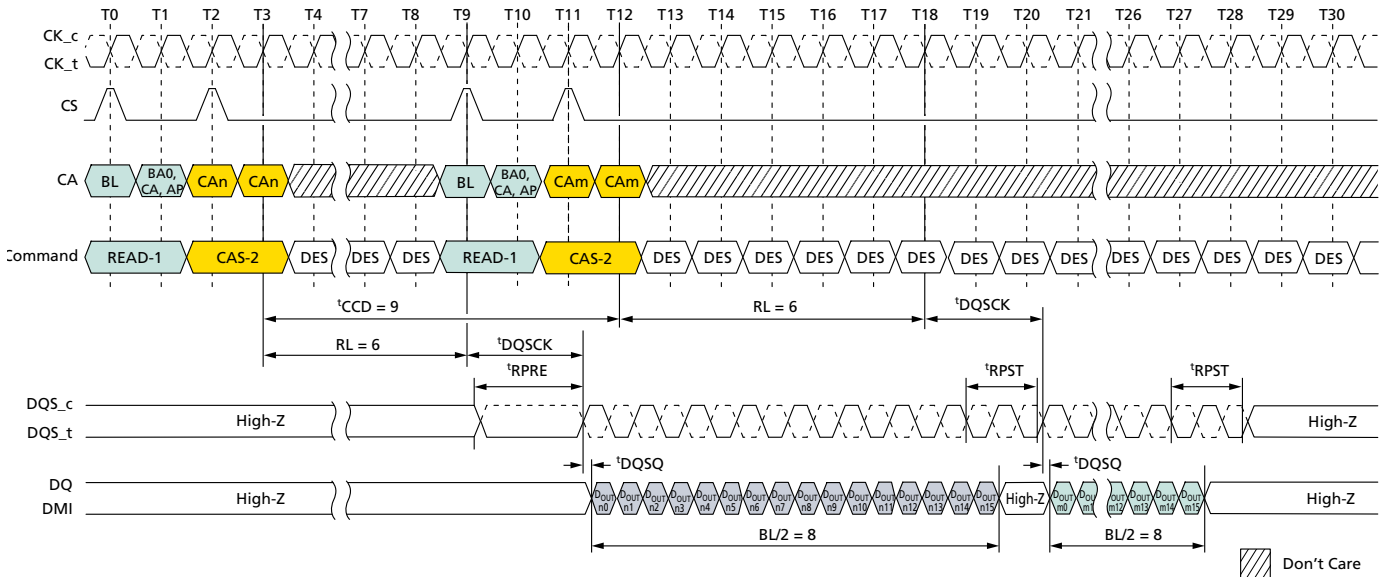 T0 T1 T2 T3 T4 T7 T8 T9 T10 T11 T12 T13 T14 T15 T16 T17 T18 T19 T20 T21 T26 T27 T28 T29 T30
CK_c
CK_t
CS
CA BL BA0, CA, AP CAn CAn BL BA0, CA, AP CAm CAm
Command READ-1 CAS-2 DES DES DES READ-1 CAS-2 DES DES DES DES DES DES DES DES DES DES DES DES DES DES
tCCD = 9 RL = 6 tDQSCK
RL = 6 tDQSCK
tRPRE tRPST tRPST
DQS_c
DQS_t
High-Z High-Z
tDQSQ tDQSQ
DQ
DMI
High-Z DOUT n0 DOUT n1 DOUT n2 DOUT n3 DOUT n4 DOUT n5 DOUT n6 DOUT n7 DOUT n8 DOUT n9 DOUT n10 DOUT n11 DOUT n12 DOUT n13 DOUT n14 DOUT n15 High-Z DOUT m0 DOUT m1 DOUT m12 DOUT m13 DOUT m14 DOUT m15 High-Z
BL/2 = 8 BL/2 = 8
Don't Care